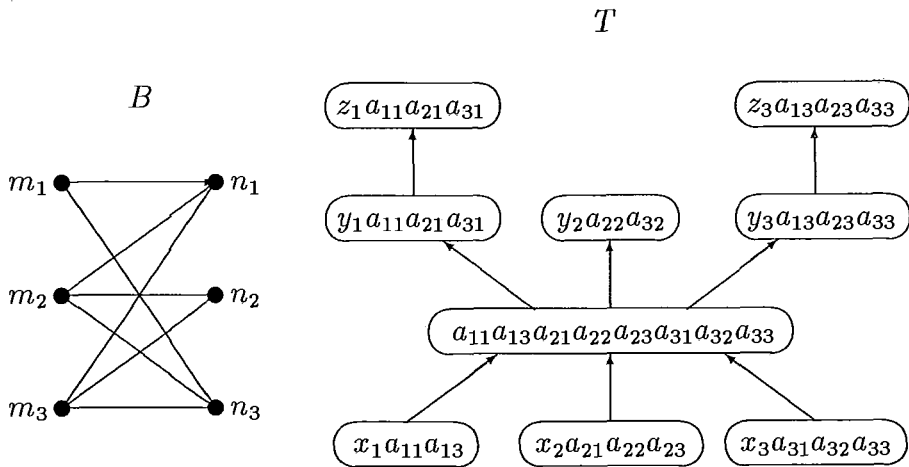 T
B
z₁a₁₁a₂₁a₃₁
z₃a₁₃a₂₃a₃₃
m₁
n₁
y₁a₁₁a₂₁a₃₁
y₂a₂₂a₃₂
y₃a₁₃a₂₃a₃₃
m₂
n₂
a₁₁a₁₃a₂₁a₂₂a₂₃a₃₁a₃₂a₃₃
m₃
n₃
x₁a₁₁a₁₃
x₂a₂₁a₂₂a₂₃
x₃a₃₁a₃₂a₃₃